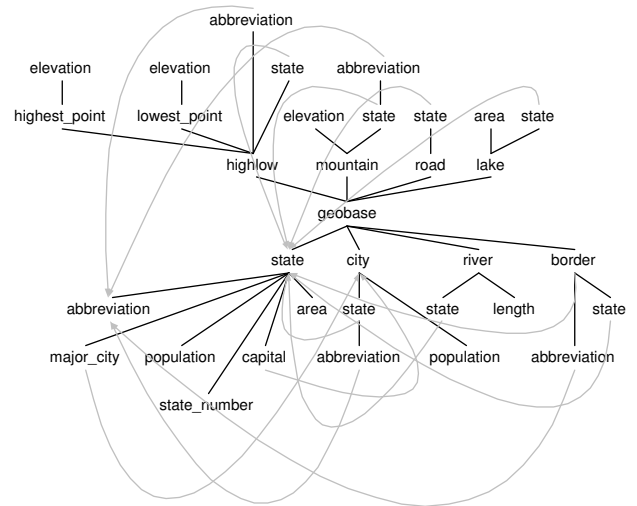 abbreviation
elevation elevation state abbreviation
highest_point lowest_point elevation state state area state
highlow mountain road lake
geobase
state city river border
abbreviation area state state length state
major_city population capital abbreviation population abbreviation
state_number